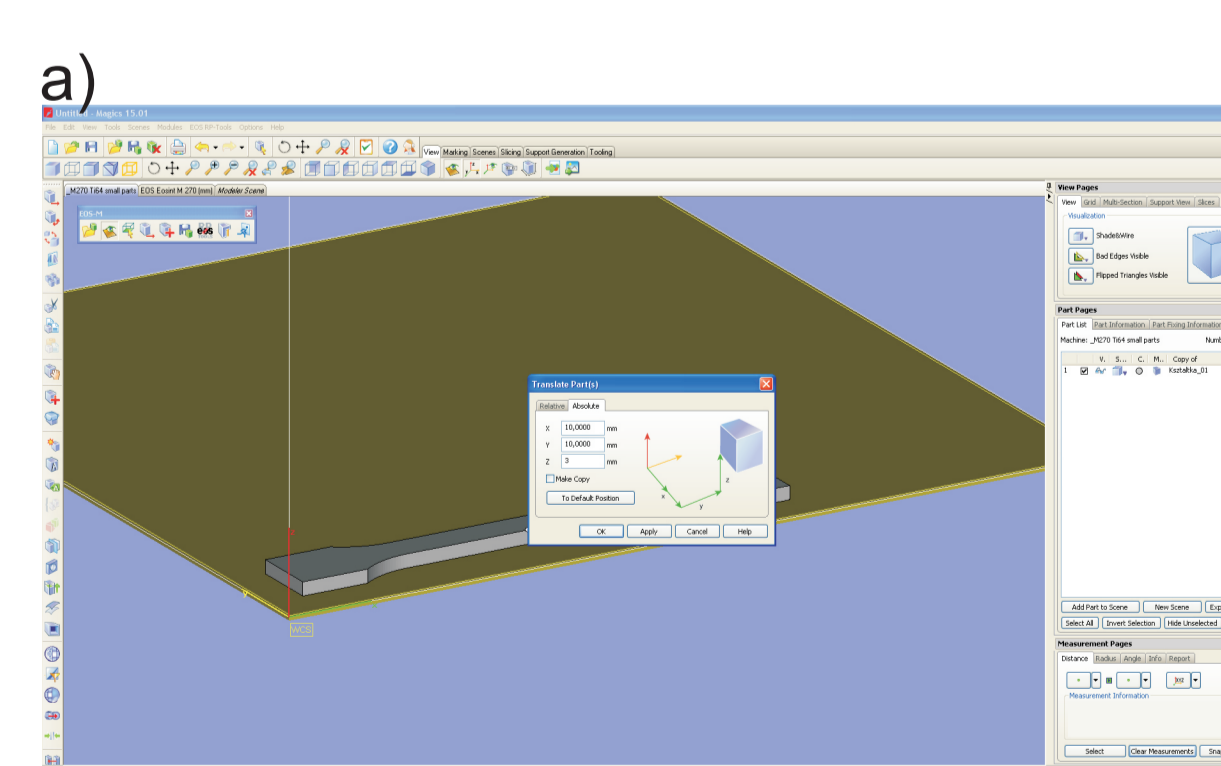 a)
Untitled - Magics 15.01
File Edit View Tools Scenes Modules EOS RP-Tools Options Help
View Marking Scenes Slicing Support Generation Tooling
_M270 Ti64 small parts EOS Eosint M 270 (mm) Modeler Scene
EOS-M
eos
WCS
Translate Part(s)
Relative Absolute
X 10,0000 mm
Y 10,0000 mm
Z 3 mm
Make Copy
To Default Position
x
y
z
OK Apply Cancel Help
View Pages
View Grid Multi-Section Support View Slices
Visualization
Shade&Wire
Bad Edges Visible
Flipped Triangles Visible
Part Pages
Part List Part Information Part Fixing Information
Machine: _M270 Ti64 small parts Numb
V. S... C. M.. Copy of
1 Kształtka_01
Add Part to Scene New Scene Exp
Select All Invert Selection Hide Unselected
Measurement Pages
Distance Radius Angle Info Report
Measurement Information
Select Clear Measurements Snap